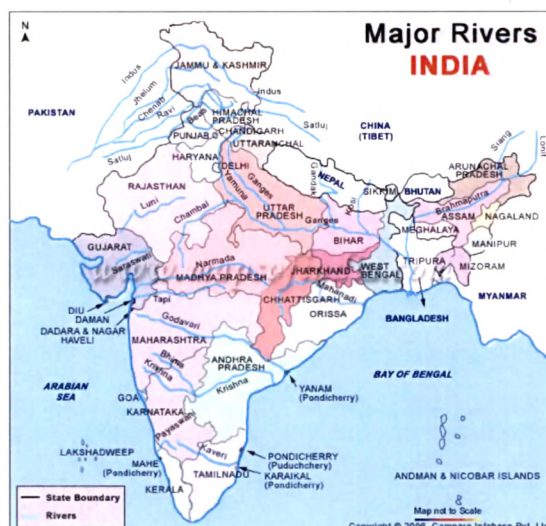 N
Major Rivers
INDIA
JAMMU & KASHMIR
Indus
Jhelum
Chenab
Ravi
Beas
Indus
HIMACHAL
PRADESH
Satluj
PAKISTAN
CHINA
(TIBET)
PUNJAB
CHANDIGARH
UTTARANCHAL
Satluj
HARYANA
DELHI
Siang
Lohit
ARUNACHAL
PRADESH
RAJASTHAN
Yamuna
Ganges
Gandak
NEPAL
SIKKIM
BHUTAN
Brahmaputra
Luni
Chambal
UTTAR
PRADESH
Ganges
ASSAM
NAGALAND
BIHAR
MEGHALAYA
MANIPUR
GUJARAT
Saraswati
Narmada
MADHYA PRADESH
JHARKHAND
WEST
BENGAL
TRIPURA
MIZORAM
DIU
DAMAN
DADARA & NAGAR
HAVELI
Tapi
CHHATTISGARH
Mahanadi
ORISSA
MYANMAR
BANGLADESH
Godavari
MAHARASHTRA
ANDHRA
PRADESH
Bhima
Krishna
Krishna
YANAM
(Pondicherry)
BAY OF BENGAL
ARABIAN
SEA
GOA
KARNATAKA
Payaswani
Kaveri
LAKSHADWEEP
MAHE
(Pondicherry)
PONDICHERRY
(Puduchery)
KARAIKAL
(Pondicherry)
TAMILNADU
KERALA
ANDMAN & NICOBAR ISLANDS
State Boundary
Rivers
Map not to Scale